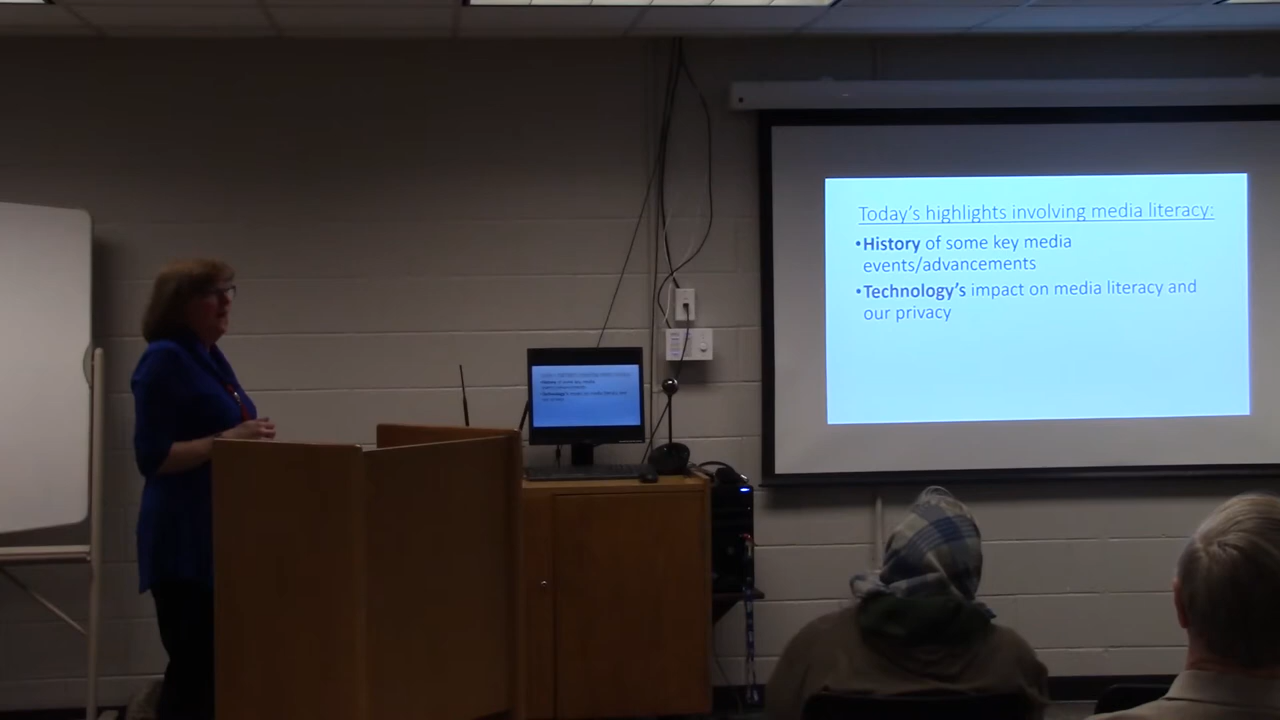 Today's highlights involving media literacy:
•History of some key media
events/advancements
•Technology's impact on media literacy and
our privacy